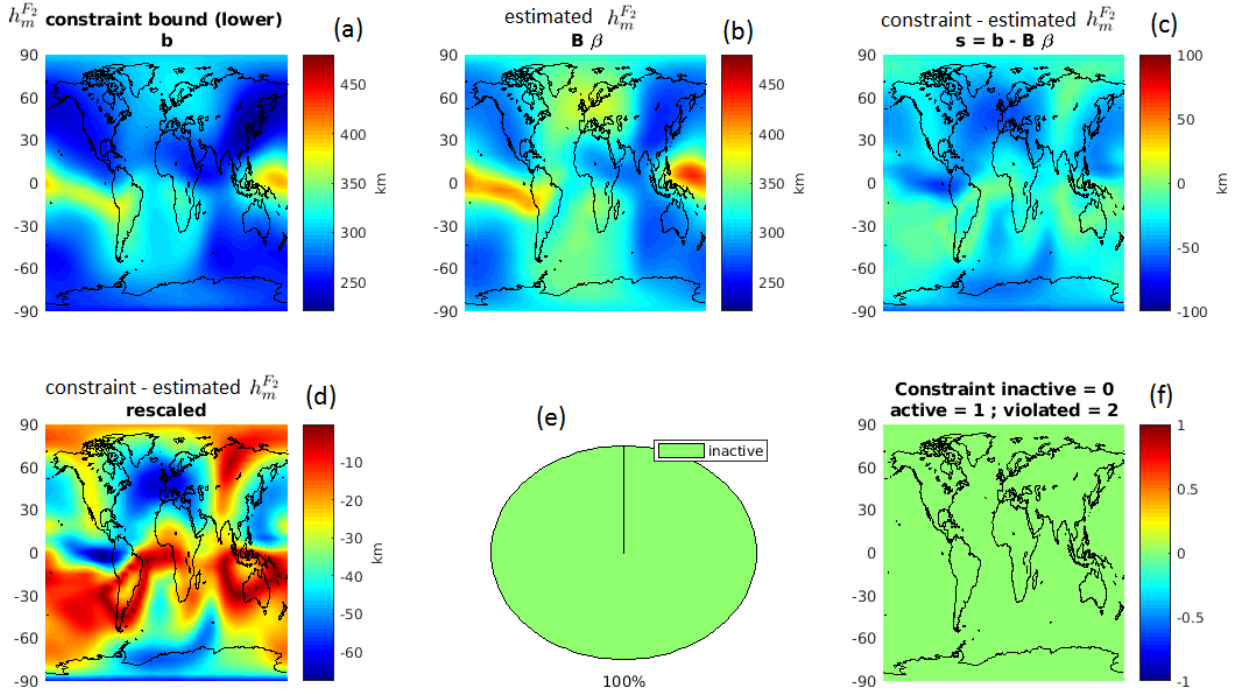 h_m^{F_2} constraint bound (lower)
b
(a)
90
60
30
0
-30
-60
-90
450
400
350
300
250
km
estimated h_m^{F_2}
B β
(b)
90
60
30
0
-30
-60
-90
450
400
350
300
250
km
constraint - estimated h_m^{F_2}
s = b - B β
(c)
90
60
30
0
-30
-60
-90
100
50
0
-50
-100
km
constraint - estimated h_m^{F_2}
rescaled
(d)
90
60
30
0
-30
-60
-90
-10
-20
-30
-40
-50
-60
km
(e)
inactive
100%
Constraint inactive = 0
active = 1 ; violated = 2
(f)
90
60
30
0
-30
-60
-90
1
0.5
0
-0.5
-1